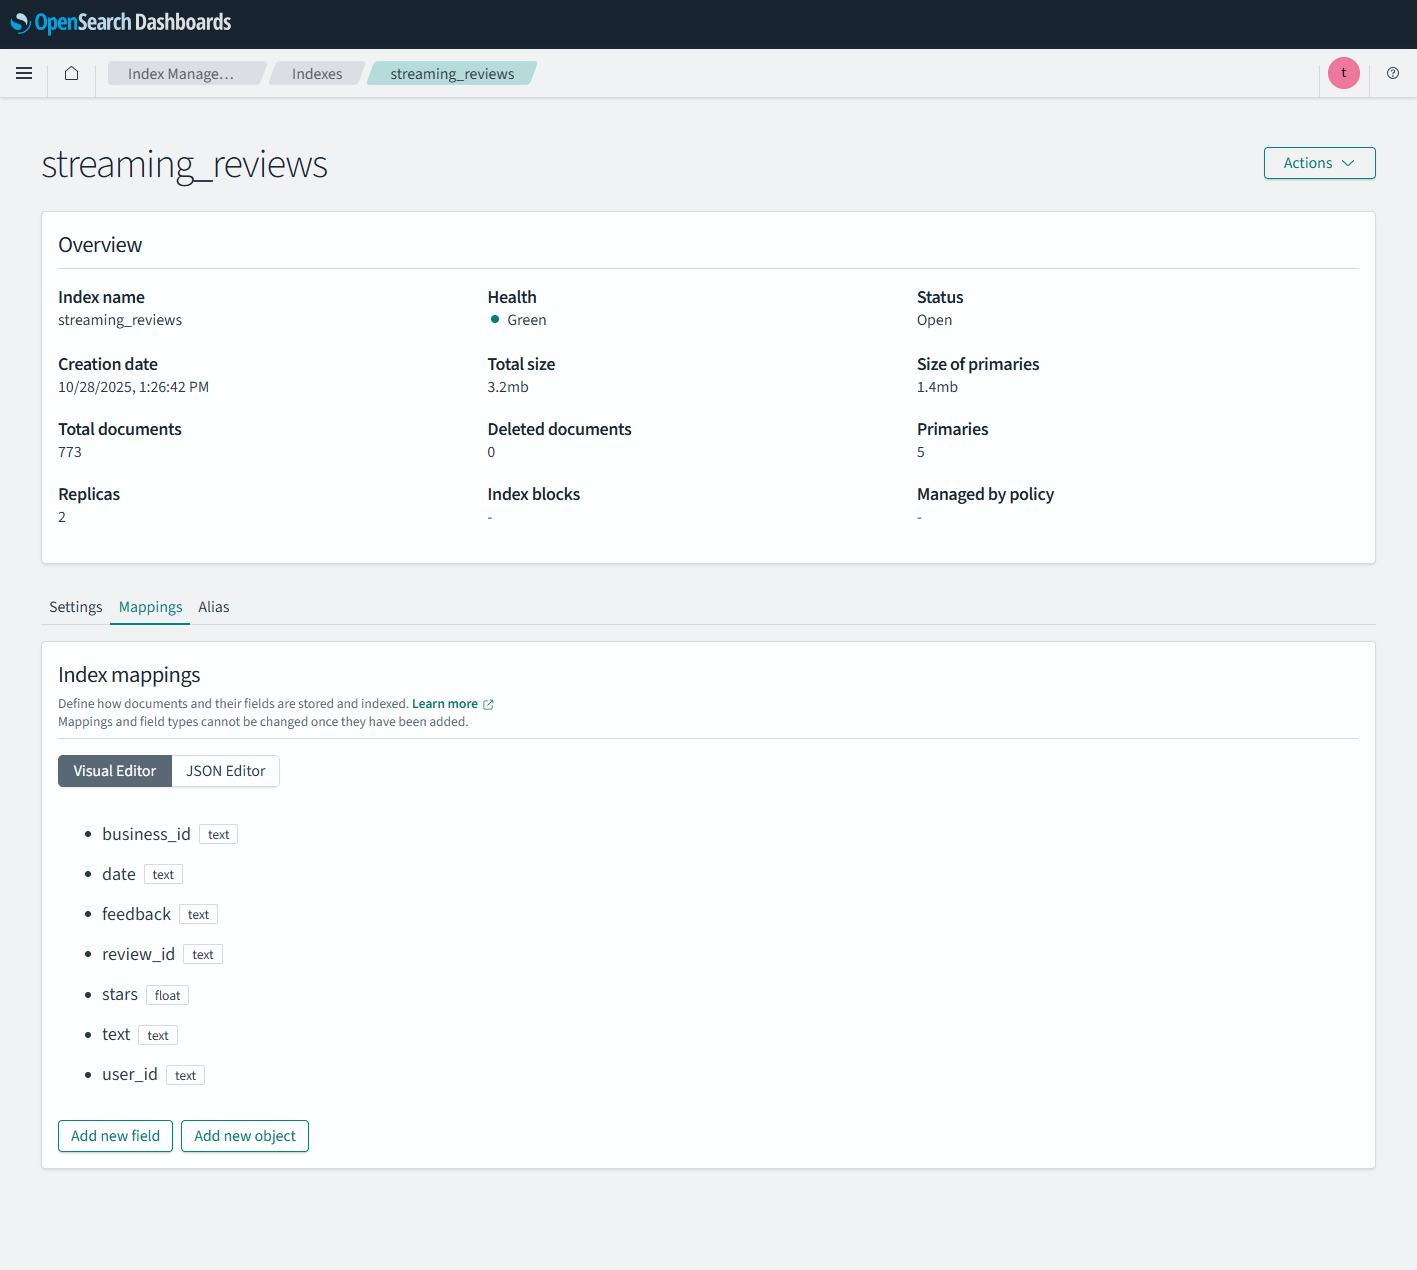 OpenSearch Dashboards
Index Manage… Indexes streaming_reviews t
streaming_reviews
Actions
Overview
Index name Health Status
streaming_reviews Green Open
Creation date Total size Size of primaries
10/28/2025, 1:26:42 PM 3.2mb 1.4mb
Total documents Deleted documents Primaries
773 0 5
Replicas Index blocks Managed by policy
2 - -
Settings Mappings Alias
Index mappings
Define how documents and their fields are stored and indexed. Learn more
Mappings and field types cannot be changed once they have been added.
Visual Editor JSON Editor
business_id text
date text
feedback text
review_id text
stars float
text text
user_id text
Add new field Add new object